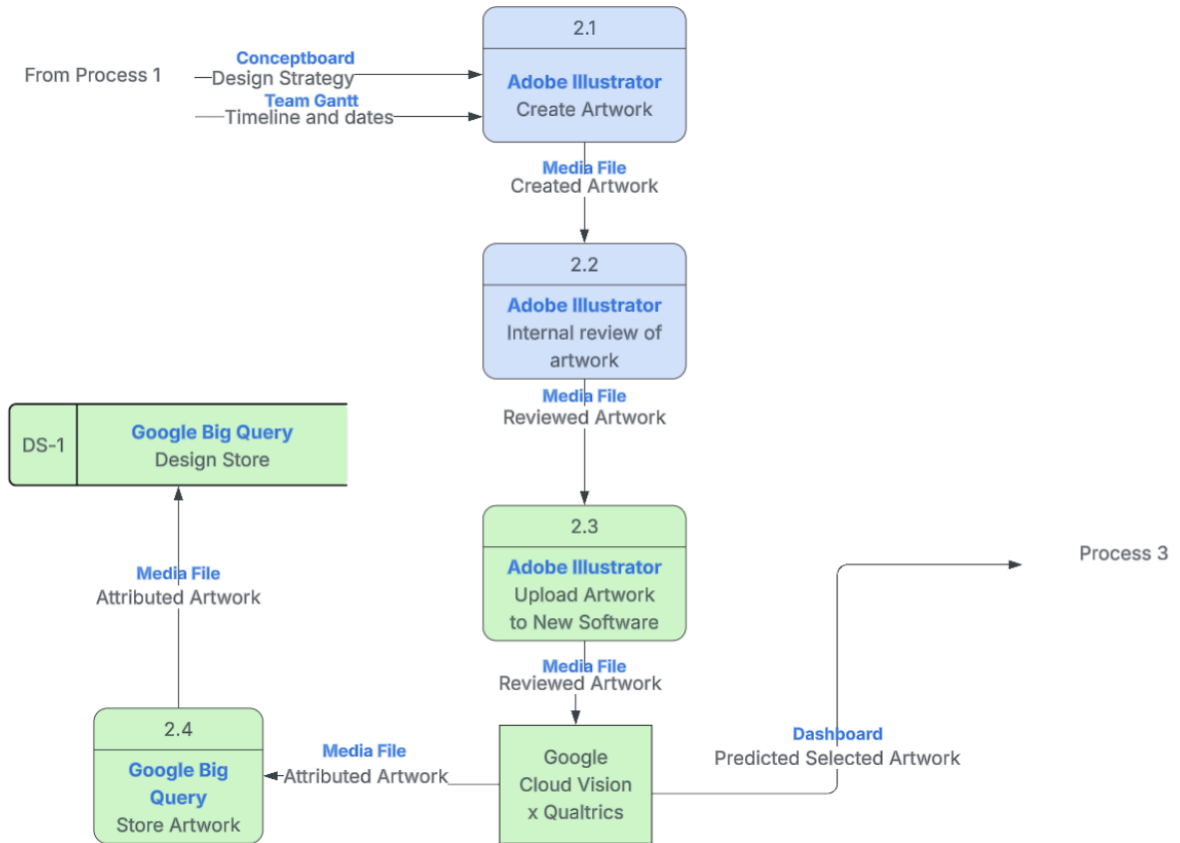 2.1
Conceptboard
From Process 1
Design Strategy
Adobe Illustrator
Create Artwork
Team Gantt
Timeline and dates
Media File
Created Artwork
2.2
Adobe Illustrator
Internal review of
artwork
Media File
Reviewed Artwork
DS-1
Google Big Query
Design Store
2.3
Adobe Illustrator
Upload Artwork
to New Software
Process 3
Media File
Attributed Artwork
Media File
Reviewed Artwork
2.4
Google Big
Query
Store Artwork
Media File
Attributed Artwork
Google
Cloud Vision
x Qualtrics
Dashboard
Predicted Selected Artwork